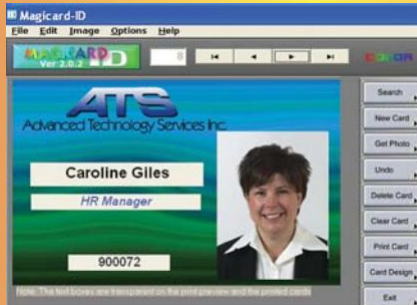 Magicard-ID
File Edit Image Options Help
MAGICARD ID
Ver 2.0.2
COLOR
ATS
Advanced Technology Services Inc.
Caroline Giles
HR Manager
900072
Note: The text boxes are transparent on the print preview and the printed cards
Search
New Card
Get Photo
Undo
Delete Card
Clear Card
Print Card
Card Design
Exit